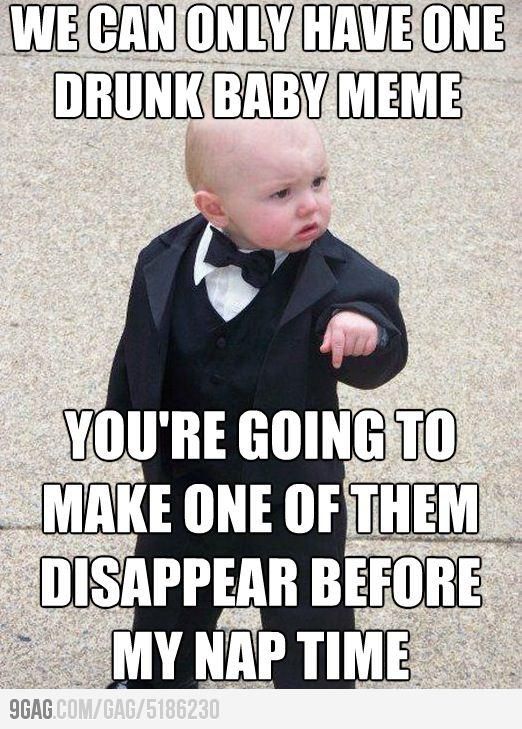 WE CAN ONLY HAVE ONE
DRUNK BABY MEME
YOU'RE GOING TO
MAKE ONE OF THEM
DISAPPEAR BEFORE
MY NAP TIME
9GAG.COM/GAG/5186230